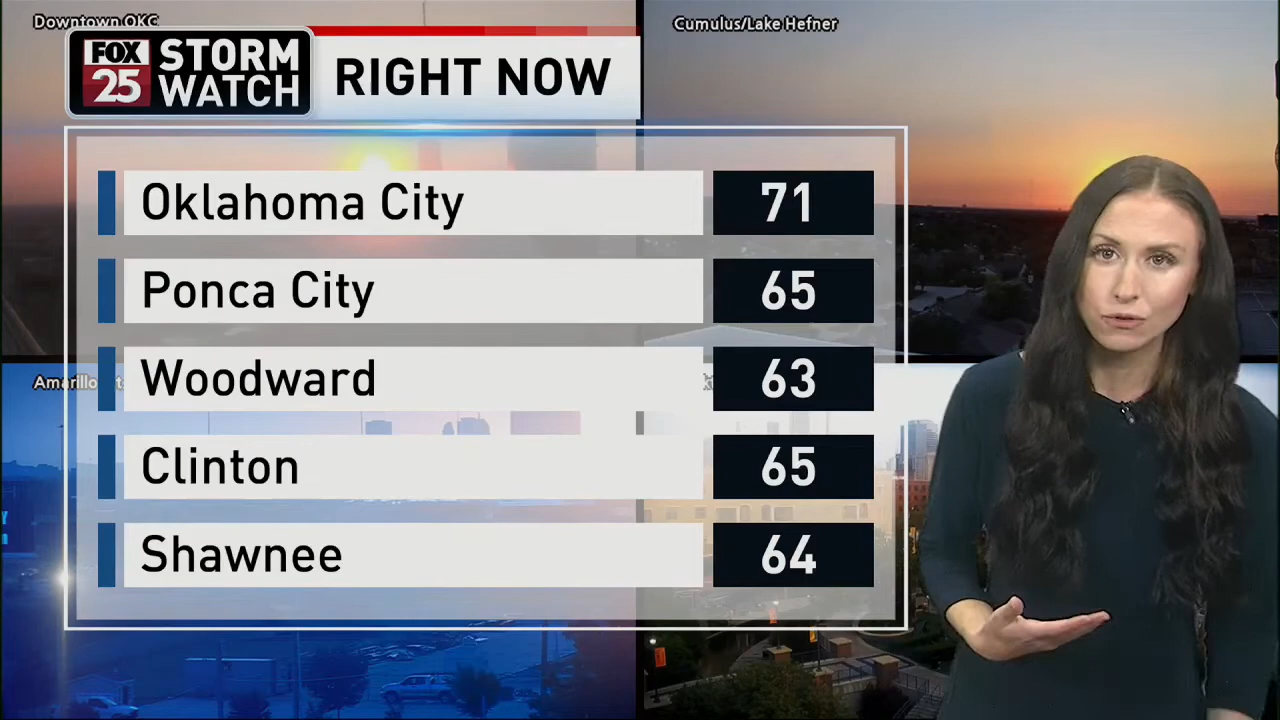 Downtown OKC
Cumulus/Lake Hefner
FOX
25
STORM
WATCH
RIGHT NOW
Oklahoma City 71
Ponca City 65
Woodward 63
Clinton 65
Shawnee 64